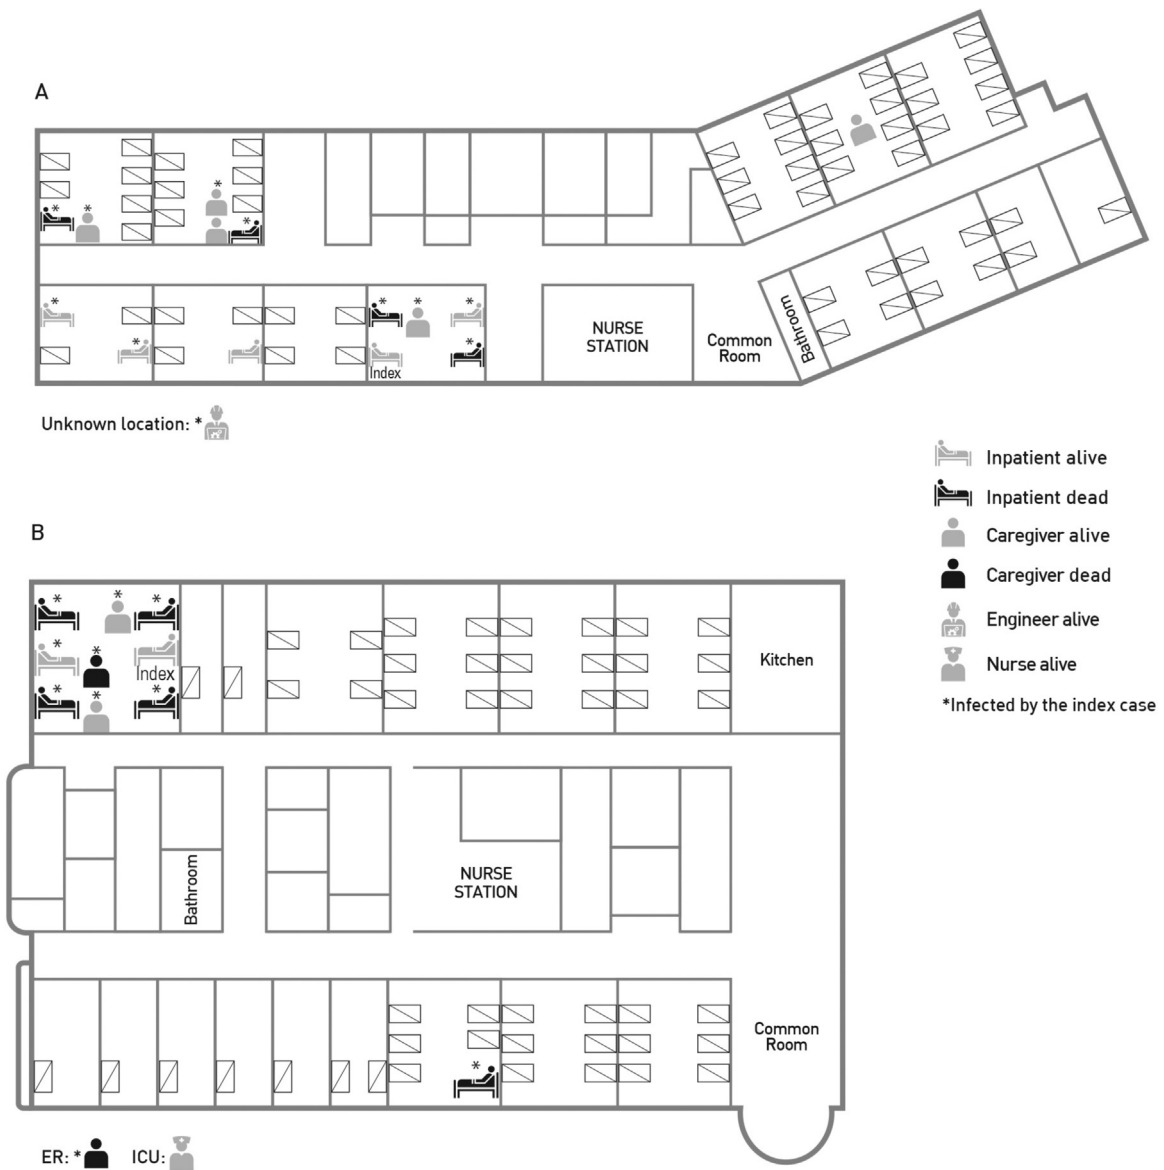 A
*
*
*
*
*
*
*
*
*
*
*
Index
NURSE
STATION
Common
Room
Bathroom
Unknown location: *
Inpatient alive
Inpatient dead
Caregiver alive
Caregiver dead
Engineer alive
Nurse alive
*Infected by the index case
B
*
*
*
*
*
Index
*
*
*
Kitchen
Bathroom
NURSE
STATION
*
Common
Room
ER: *
ICU: